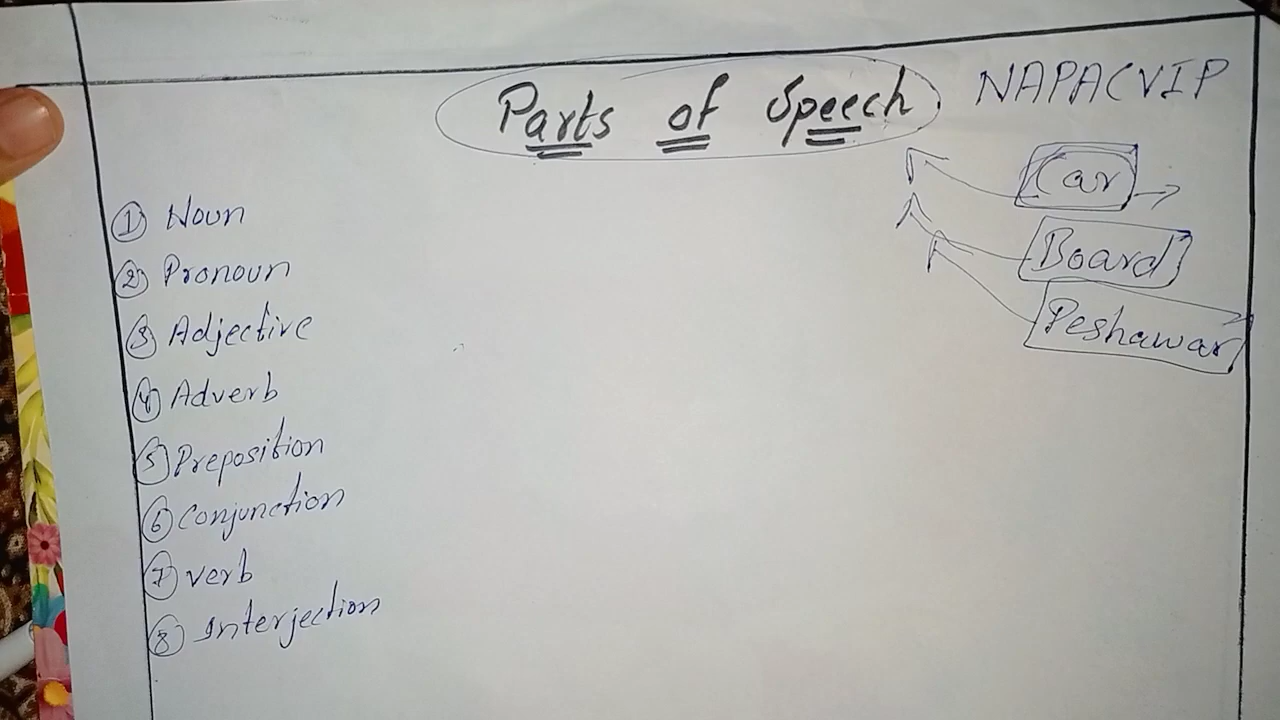 Parts of Speech
NAPACVIP
Car
Board
Peshawar
① Noun
② Pronoun
③ Adjective
④ Adverb
⑤ Preposition
⑥ Conjunction
⑦ verb
⑧ Interjection